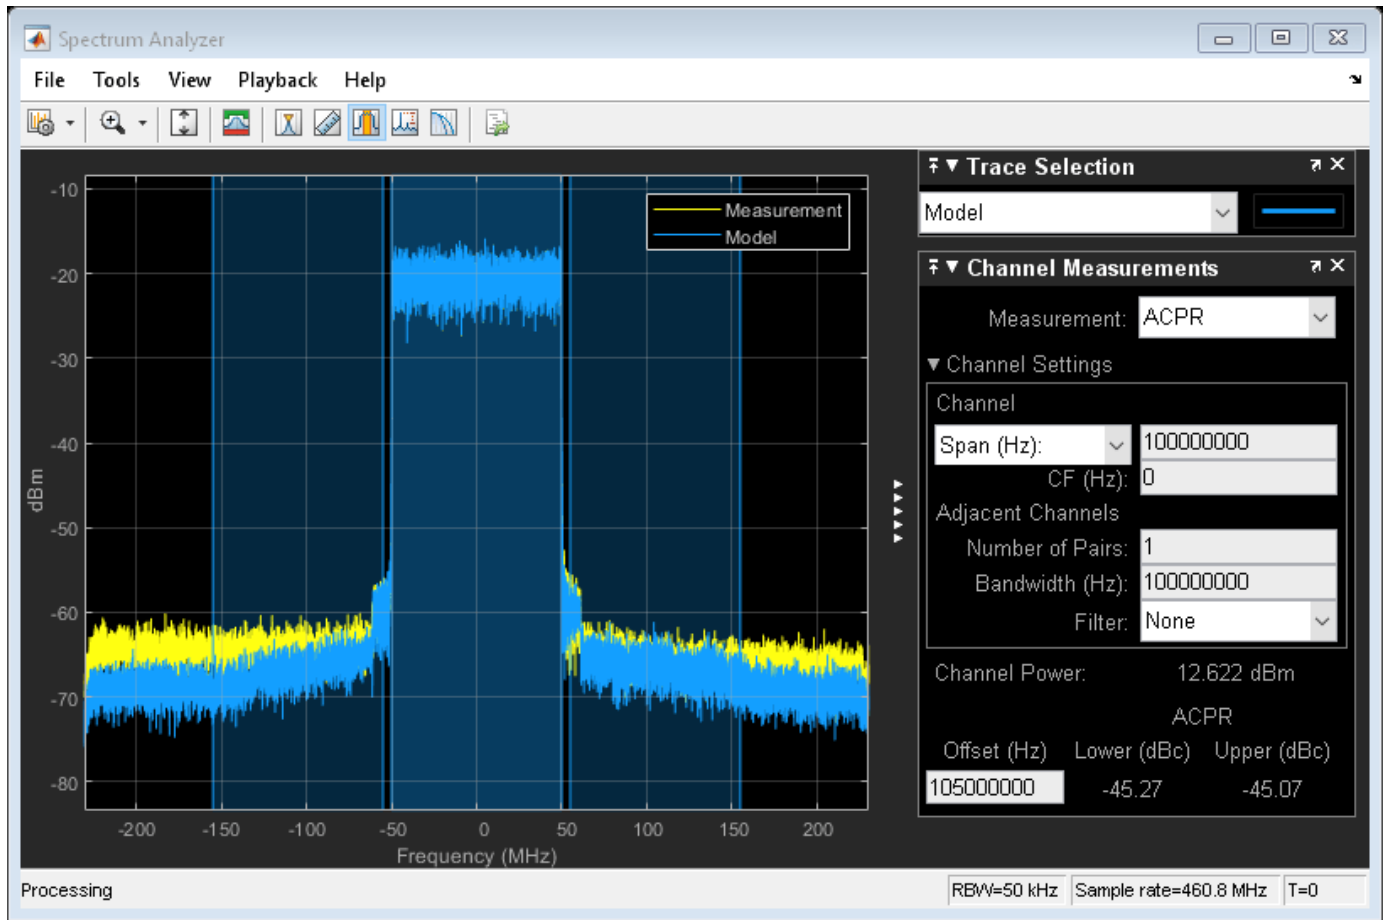 Spectrum Analyzer
File Tools View Playback Help
-10
-20
-30
-40
-50
-60
-70
-80
dBm
-200 -150 -100 -50 0 50 100 150 200
Frequency (MHz)
Measurement
Model
Trace Selection
Model
Channel Measurements
Measurement: ACPR
Channel Settings
Channel
Span (Hz): 100000000
CF (Hz): 0
Adjacent Channels
Number of Pairs: 1
Bandwidth (Hz): 100000000
Filter: None
Channel Power: 12.622 dBm
ACPR
Offset (Hz) Lower (dBc) Upper (dBc)
105000000 -45.27 -45.07
Processing RBW=50 kHz Sample rate=460.8 MHz T=0